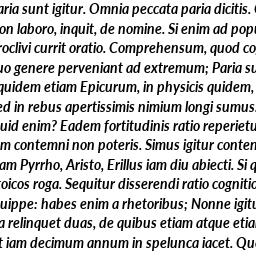 aria sunt igitur. Omnia peccata paria dicitis.
on laboro, inquit, de nomine. Si enim ad pop
roclivi currit oratio. Comprehensum, quod co
uo genere perveniant ad extremum; Paria su
quidem etiam Epicurum, in physicis quidem,
ed in rebus apertissimis nimium longi sumus.
uid enim? Eadem fortitudinis ratio reperietu
m contemni non poteris. Simus igitur conten
am Pyrrho, Aristo, Erillus iam diu abiecti. Si q
toicos roga. Sequitur disserendi ratio cognitio
uippe: habes enim a rhetoribus; Nonne igitu
a relinquet duas, de quibus etiam atque etia
t iam decimum annum in spelunca iacet. Quo